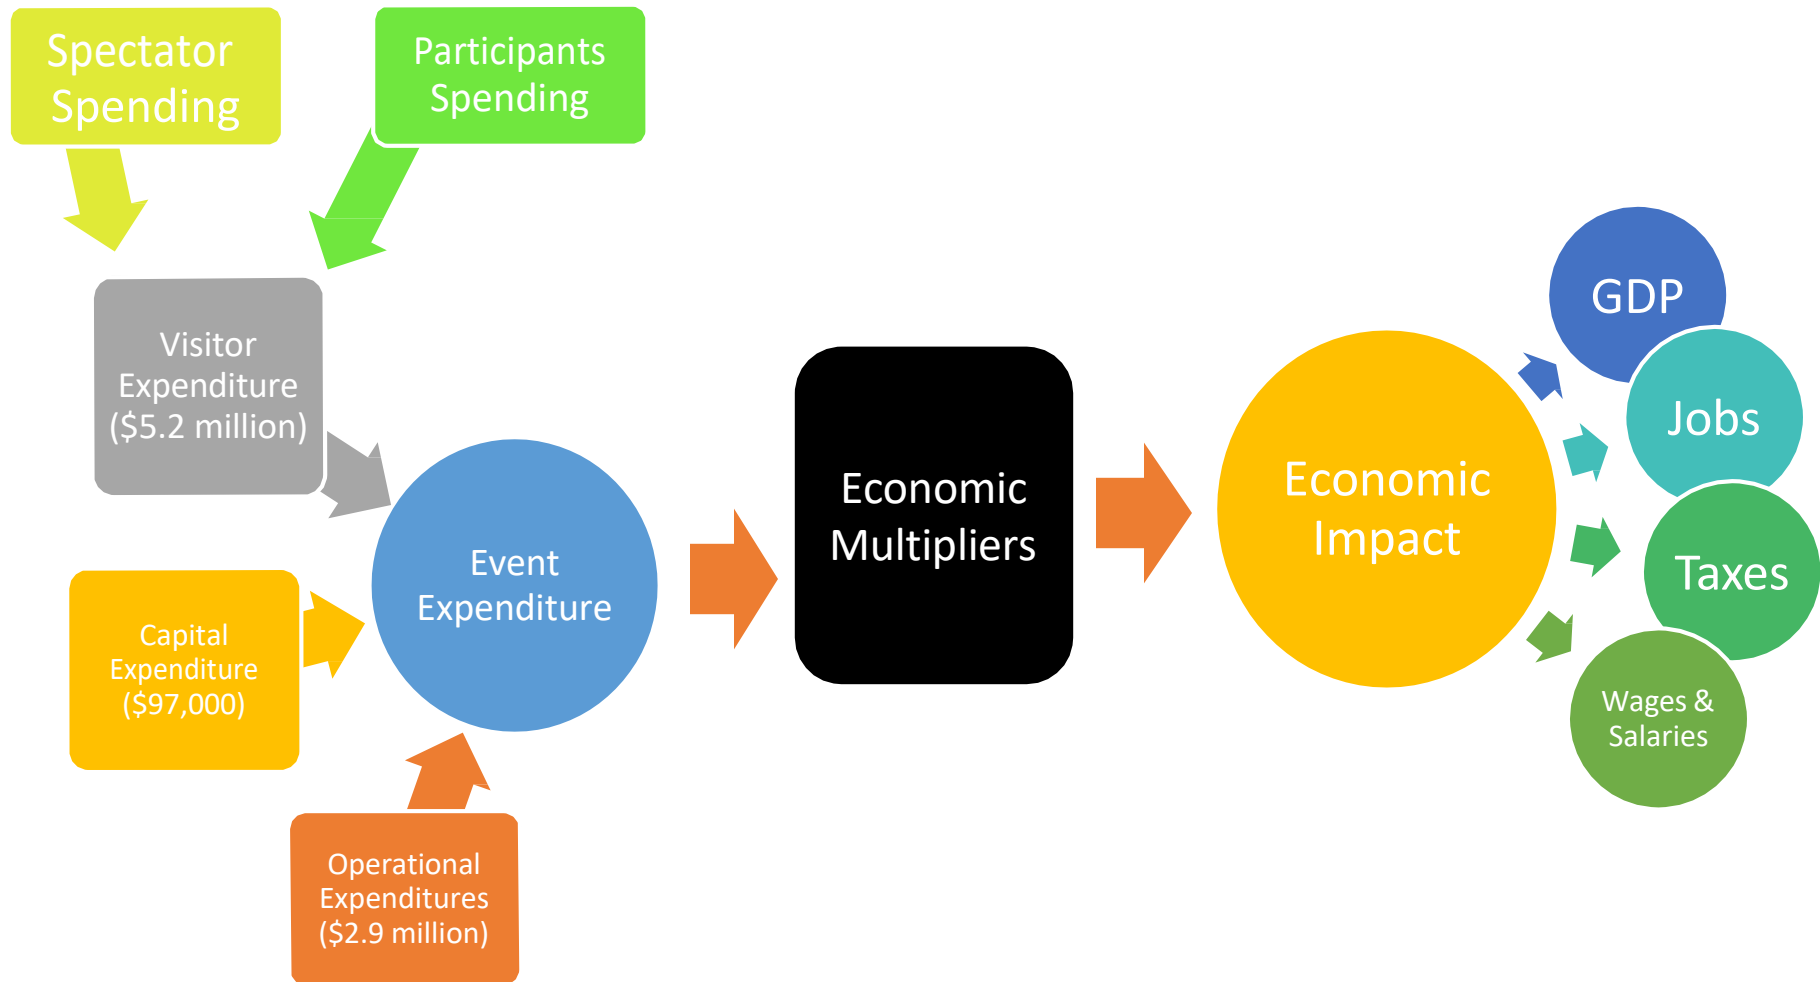 Spectator
Spending
Participants
Spending
Visitor
Expenditure
($5.2 million)
Capital
Expenditure
($97,000)
Operational
Expenditures
($2.9 million)
Event
Expenditure
Economic
Multipliers
Economic
Impact
GDP
Jobs
Taxes
Wages &
Salaries